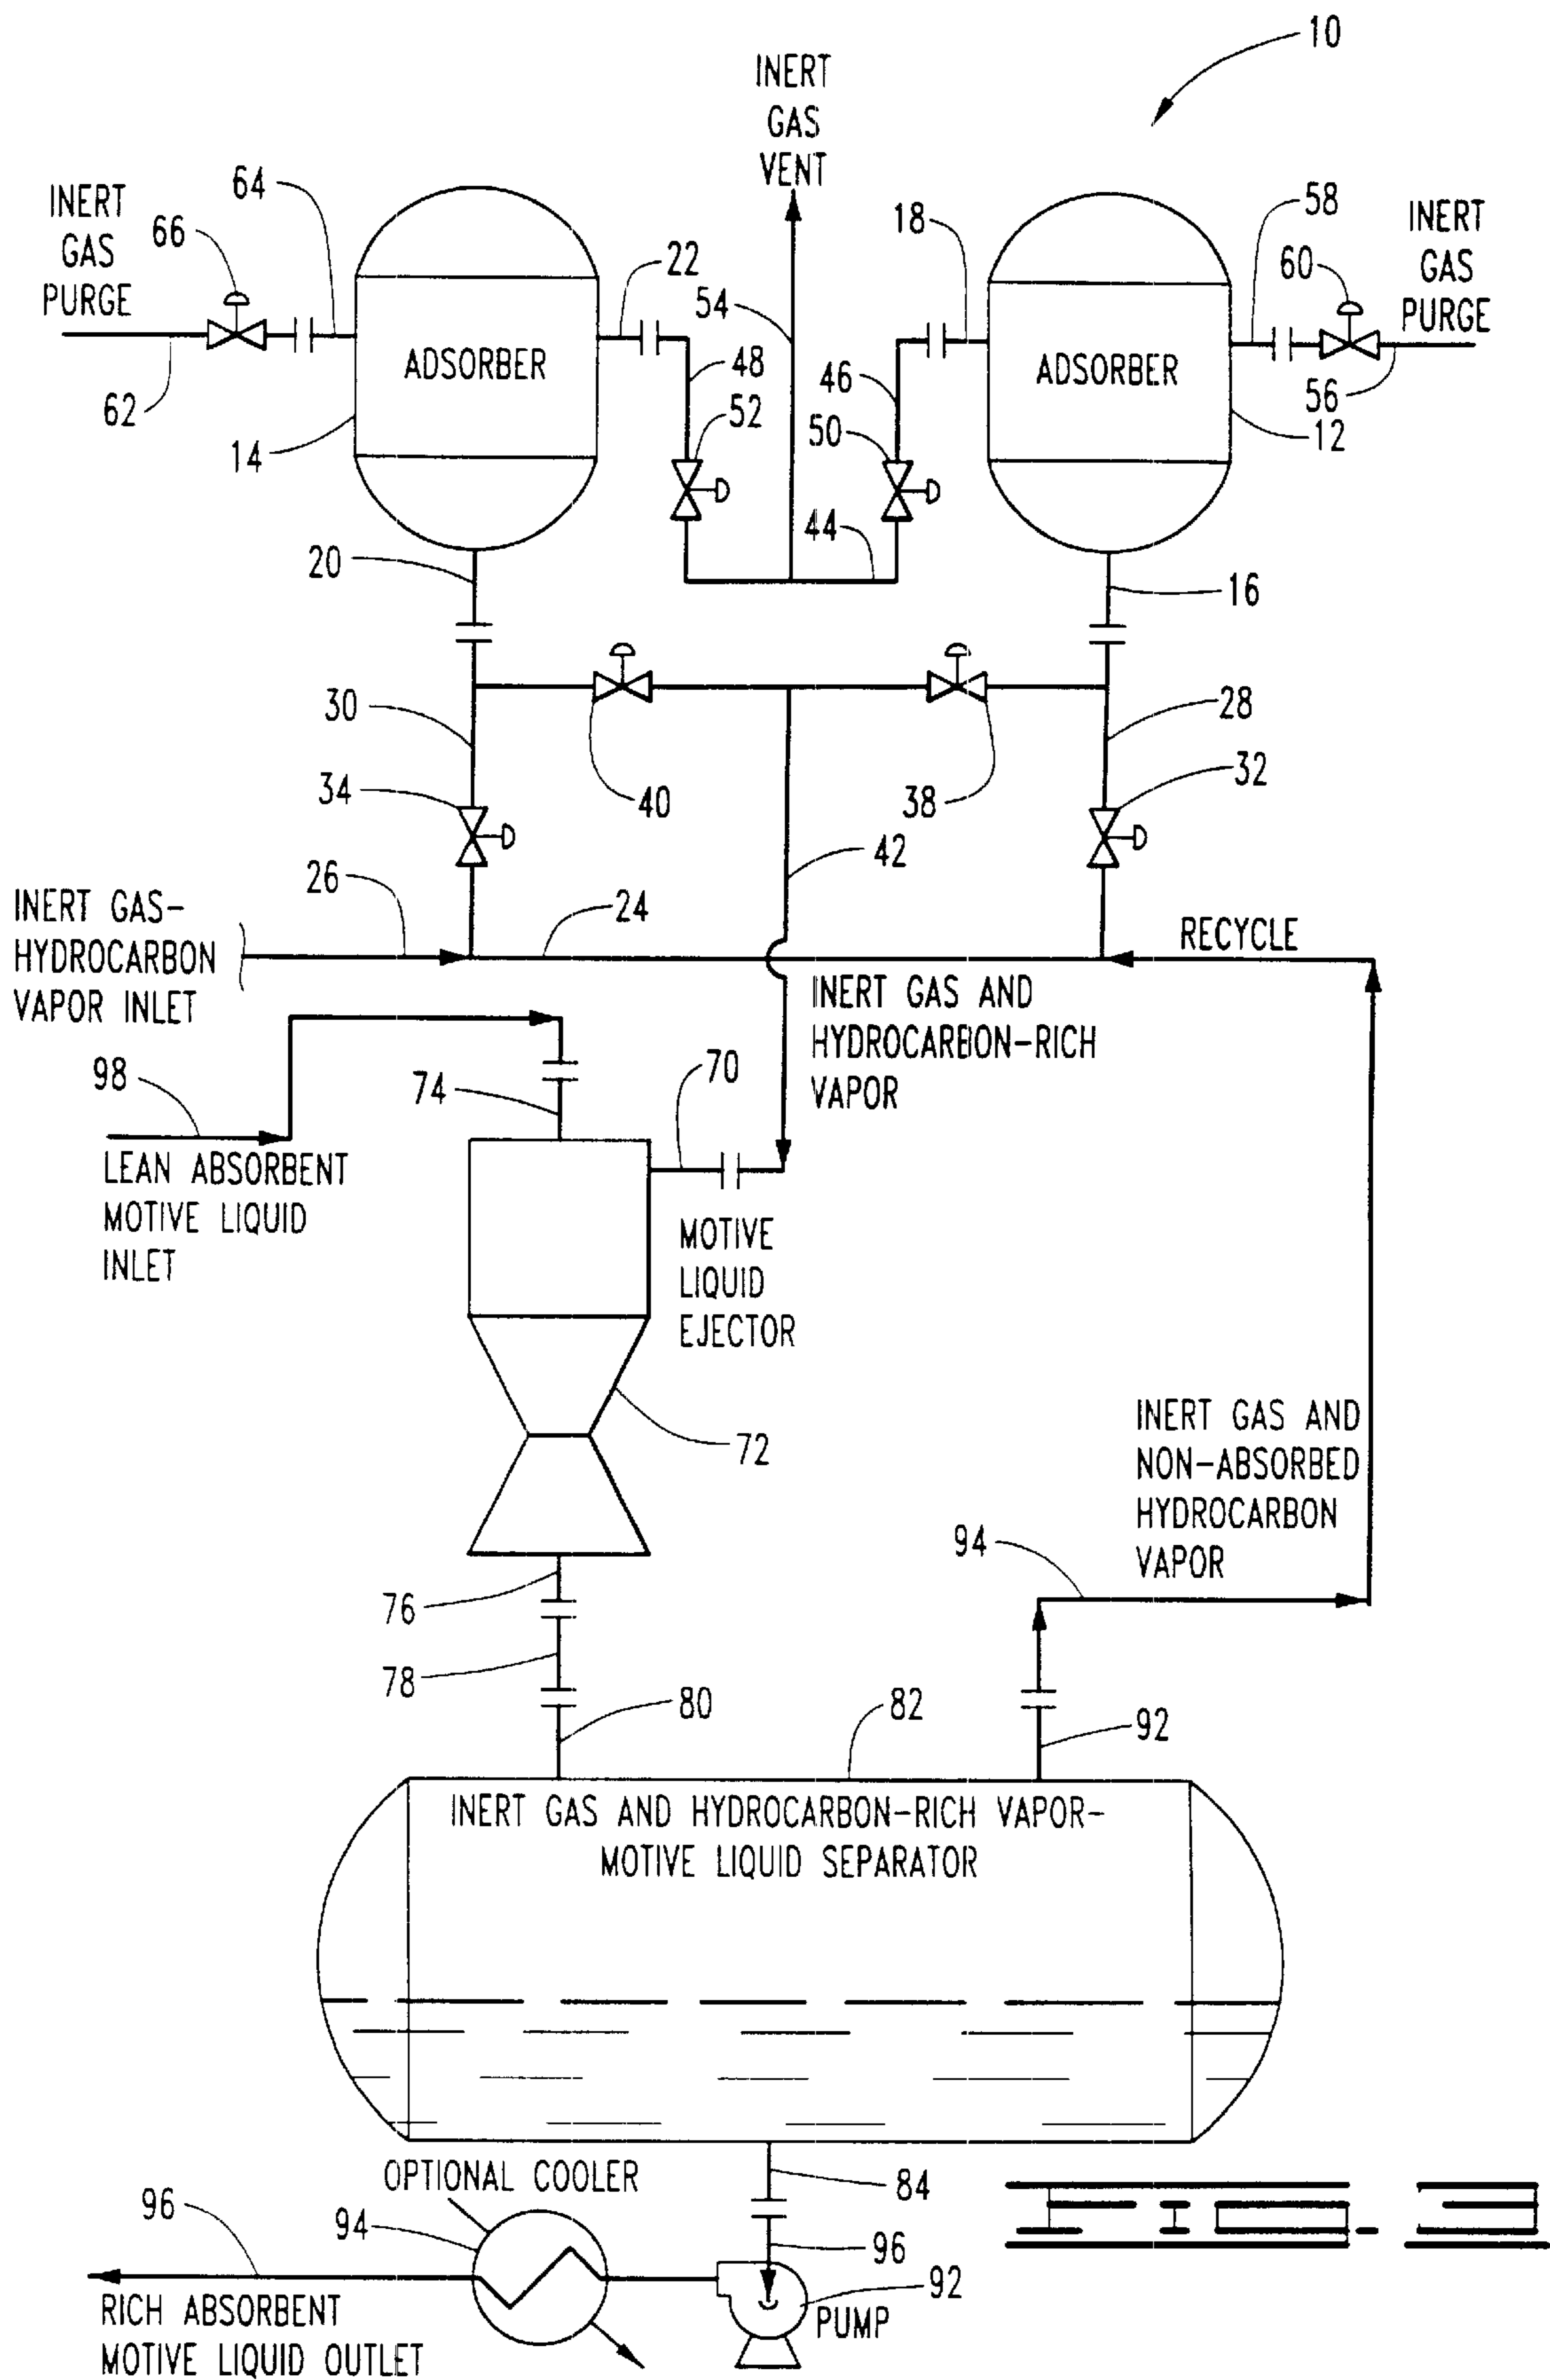 10
INERT
GAS
VENT
64
INERT
GAS
PURGE
66
18
58
INERT
GAS
PURGE
60
22
54
ADSORBER
48
46
ADSORBER
62
56
52
50
14
12
44
20
16
30
28
34
40
38
32
42
26
24
INERT GAS-
HYDROCARBON
VAPOR INLET
RECYCLE
INERT GAS AND
HYDROCARBON-RICH
VAPOR
98
74
70
LEAN ABSORBENT
MOTIVE LIQUID
INLET
MOTIVE
LIQUID
EJECTOR
72
INERT GAS AND
NON-ABSORBED
HYDROCARBON
VAPOR
94
76
78
80
82
92
INERT GAS AND HYDROCARBON-RICH VAPOR-
MOTIVE LIQUID SEPARATOR
OPTIONAL COOLER
84
96
94
96
92
PUMP
RICH ABSORBENT
MOTIVE LIQUID OUTLET